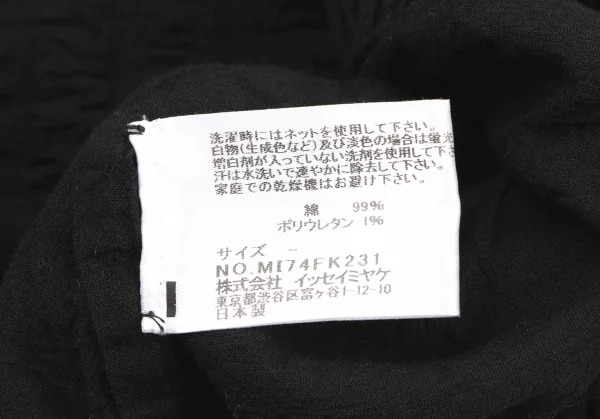 洗濯時にはネットを使用して下さい。
白物(生成色など)及び淡色の場合は蛍光
増白剤が入っていない洗剤を使用して下さ
汗は水洗いで速やかに除去して下さい。
家庭での乾燥機はお避け下さい。
綿 99%
ポリウレタン 1%
サイズ --
NO.MI74FK231
株式会社 イッセイミヤケ
東京都渋谷区富ヶ谷1-12-10
日本製